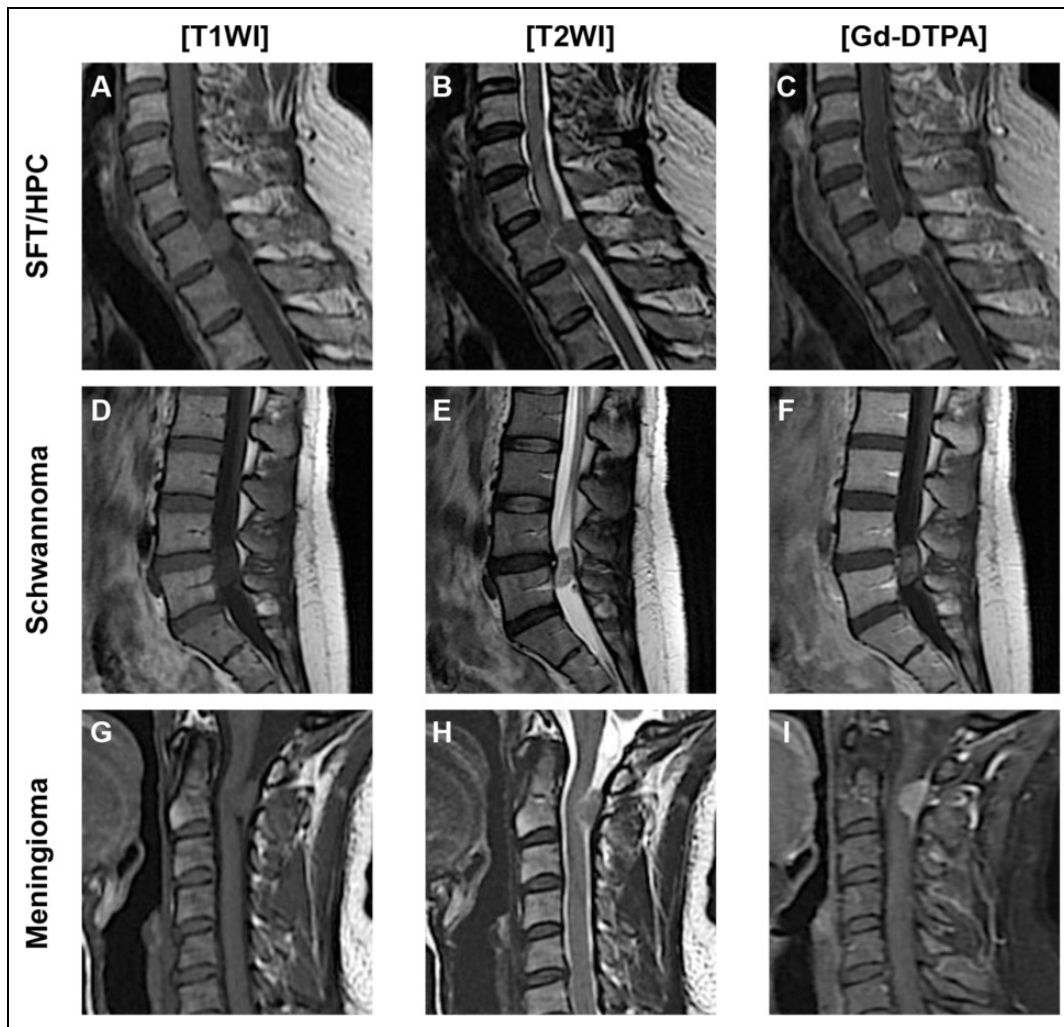 [T1WI] [T2WI] [Gd-DTPA]
SFT/HPC
A B C
Schwannoma
D E F
Meningioma
G H I